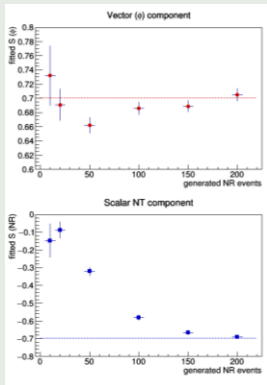 Vector (φ) component
fitted S (φ)
0.8
0.78
0.76
0.74
0.72
0.7
0.68
0.66
0.64
0.62
0.6
0 50 100 150 200
generated NR events
Scalar NT component
fitted S (NR)
0
−0.1
−0.2
−0.3
−0.4
−0.5
−0.6
−0.7
−0.8
0 50 100 150 200
generated NR events